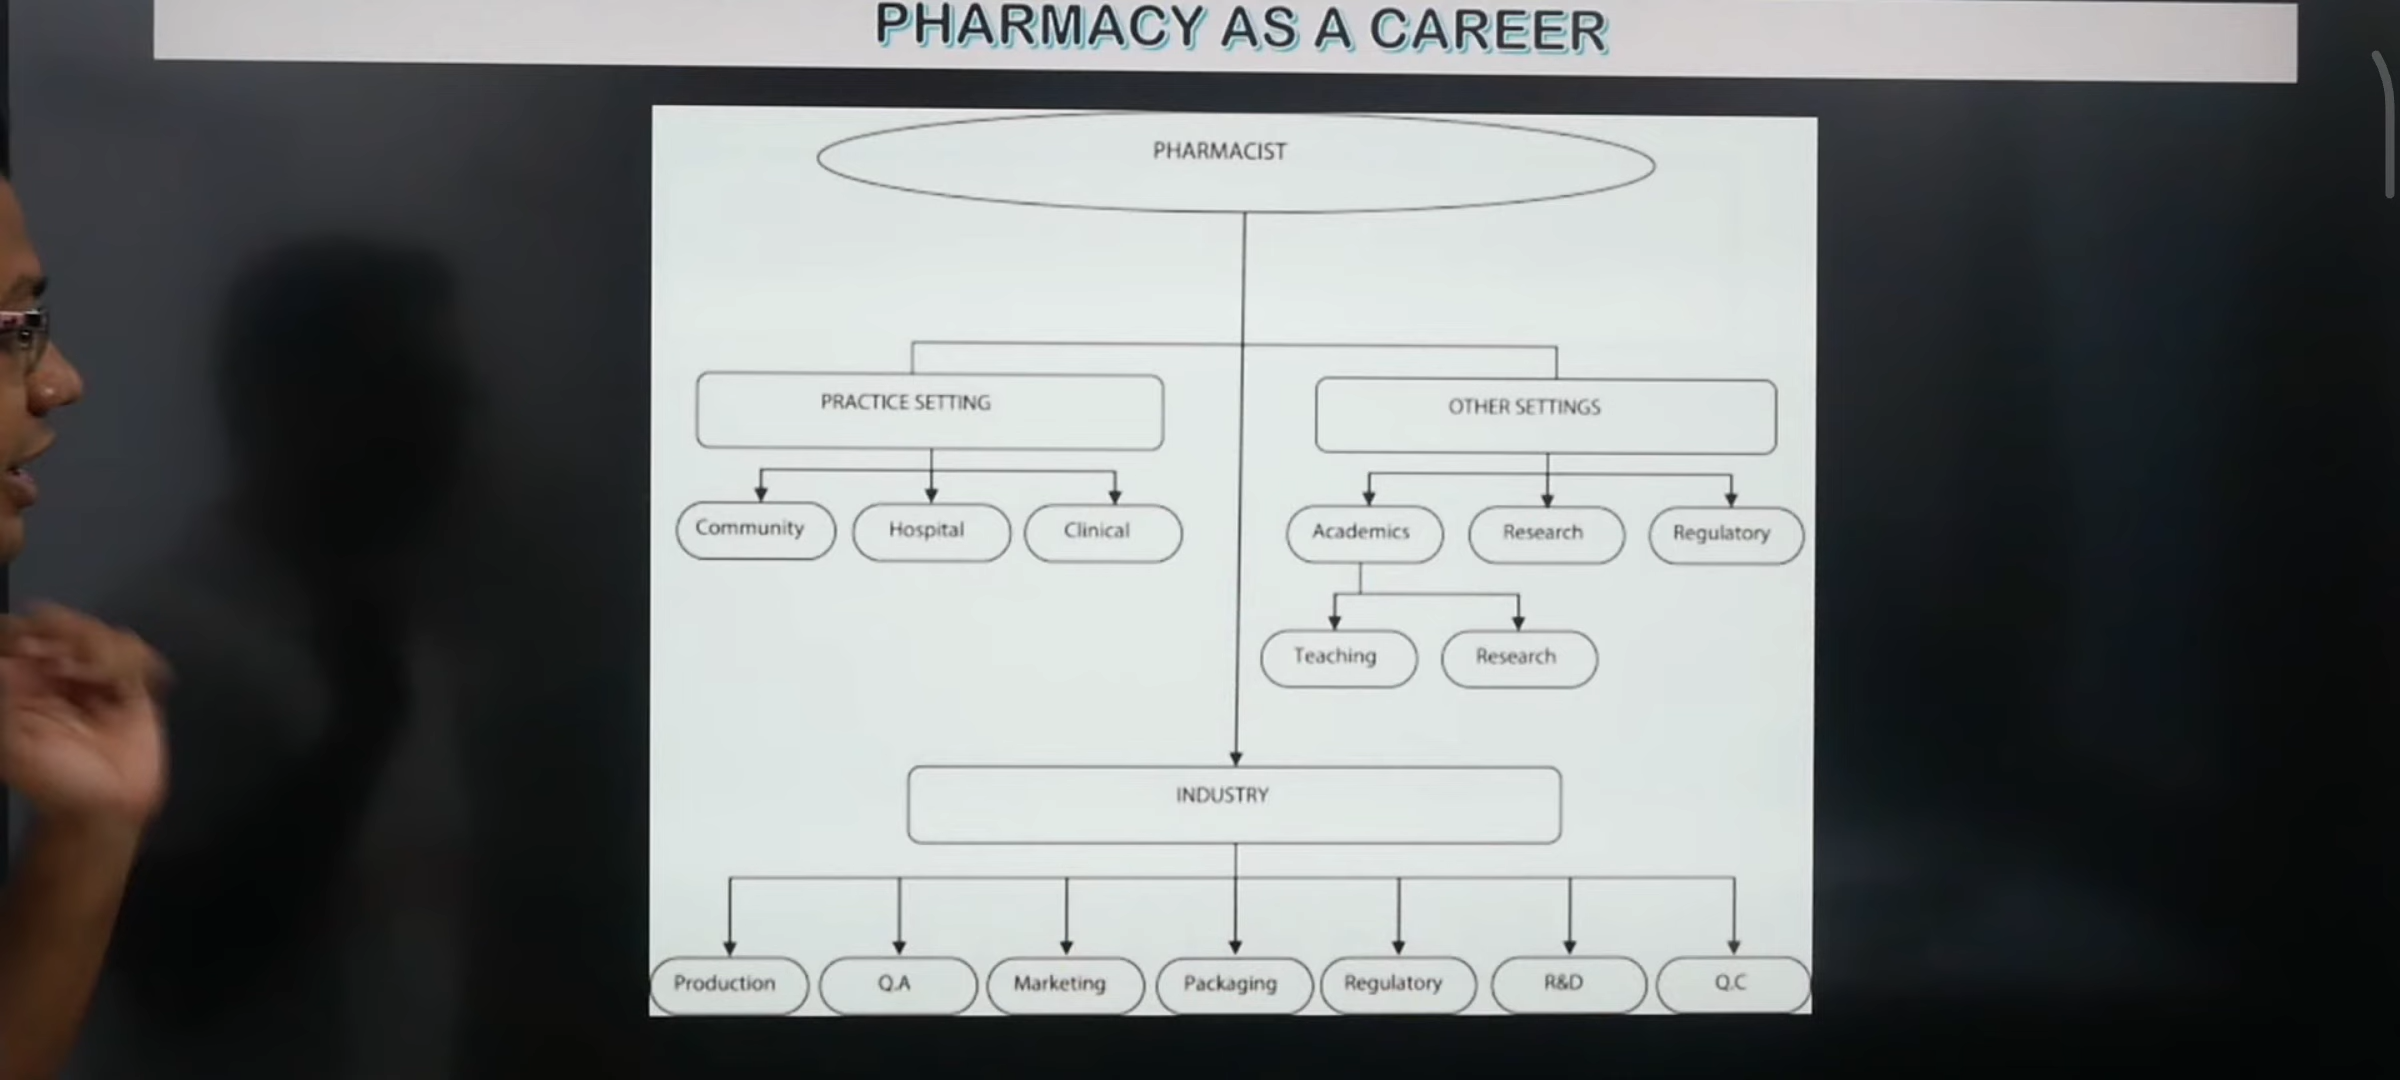 PHARMACY AS A CAREER
PHARMACIST
PRACTICE SETTING
OTHER SETTINGS
Community
Hospital
Clinical
Academics
Research
Regulatory
Teaching
Research
INDUSTRY
Production
Q.A
Marketing
Packaging
Regulatory
R&D
Q.C